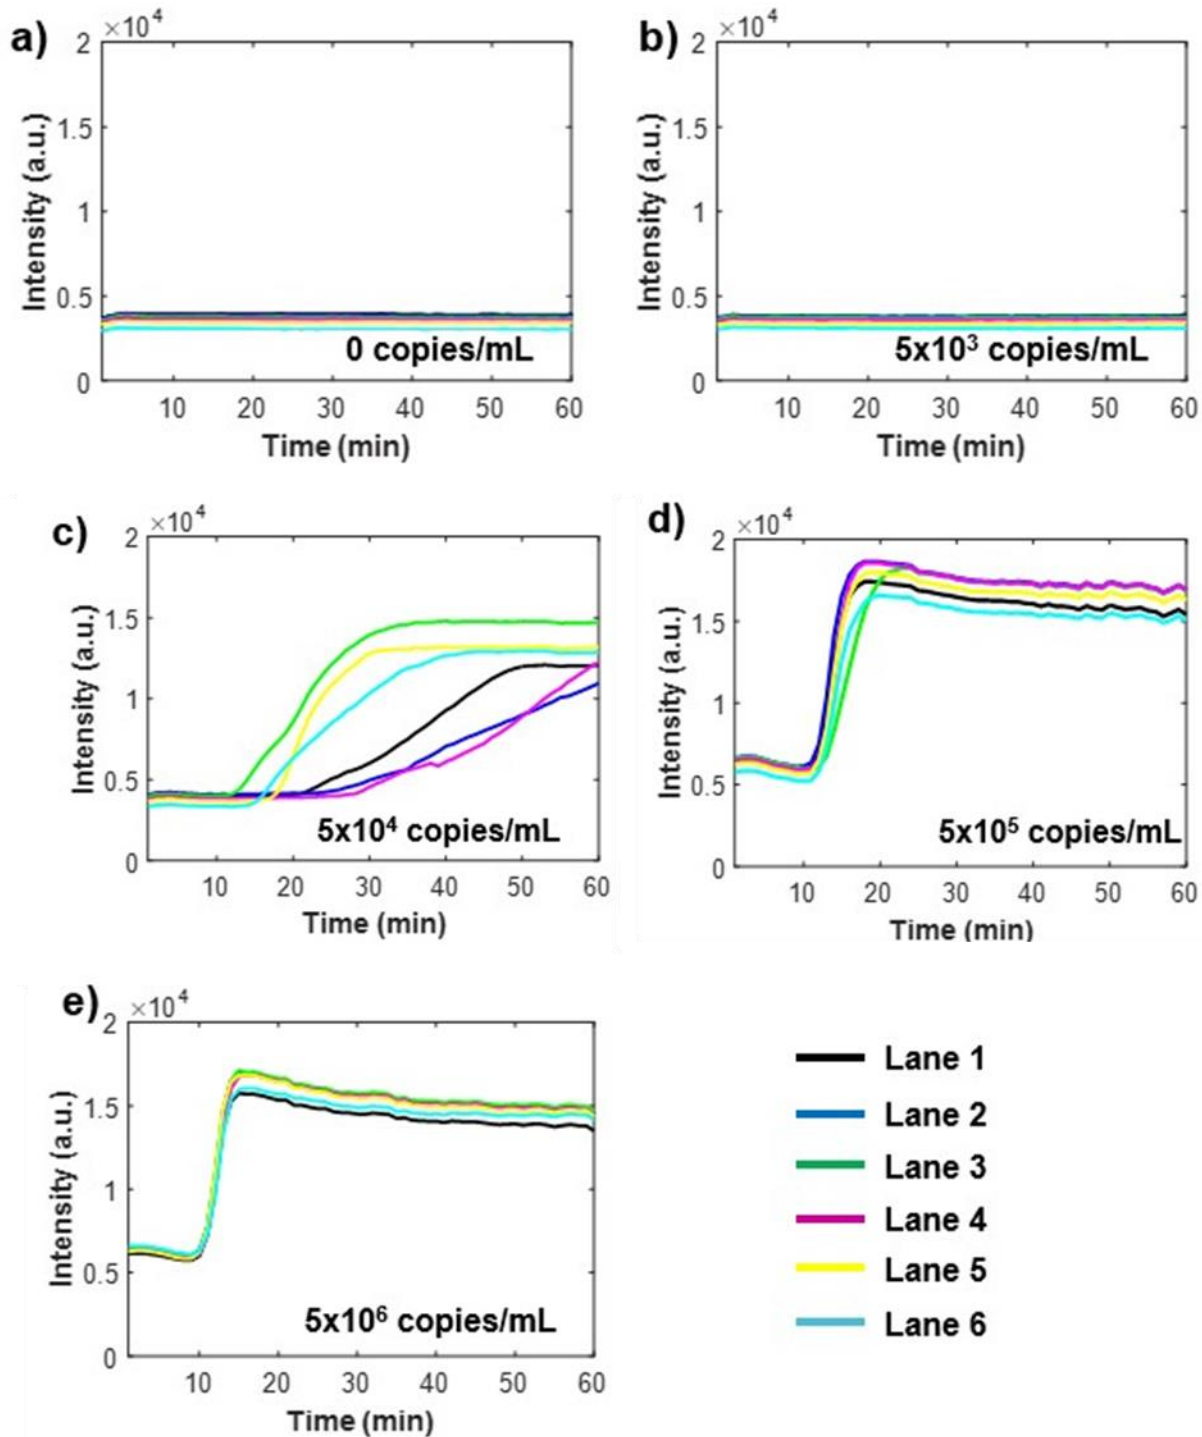 a)
×10⁴
2
1.5
1
0.5
0
Intensity (a.u.)
0 copies/mL
10 20 30 40 50 60
Time (min)
b)
×10⁴
2
1.5
1
0.5
0
Intensity (a.u.)
5x10³ copies/mL
10 20 30 40 50 60
Time (min)
c)
×10⁴
2
1.5
1
0.5
0
Intensity (a.u.)
5x10⁴ copies/mL
10 20 30 40 50 60
Time (min)
d)
×10⁴
2
1.5
1
0.5
0
Intensity (a.u.)
5x10⁵ copies/mL
10 20 30 40 50 60
Time (min)
e)
×10⁴
2
1.5
1
0.5
0
Intensity (a.u.)
5x10⁶ copies/mL
10 20 30 40 50 60
Time (min)
Lane 1
Lane 2
Lane 3
Lane 4
Lane 5
Lane 6